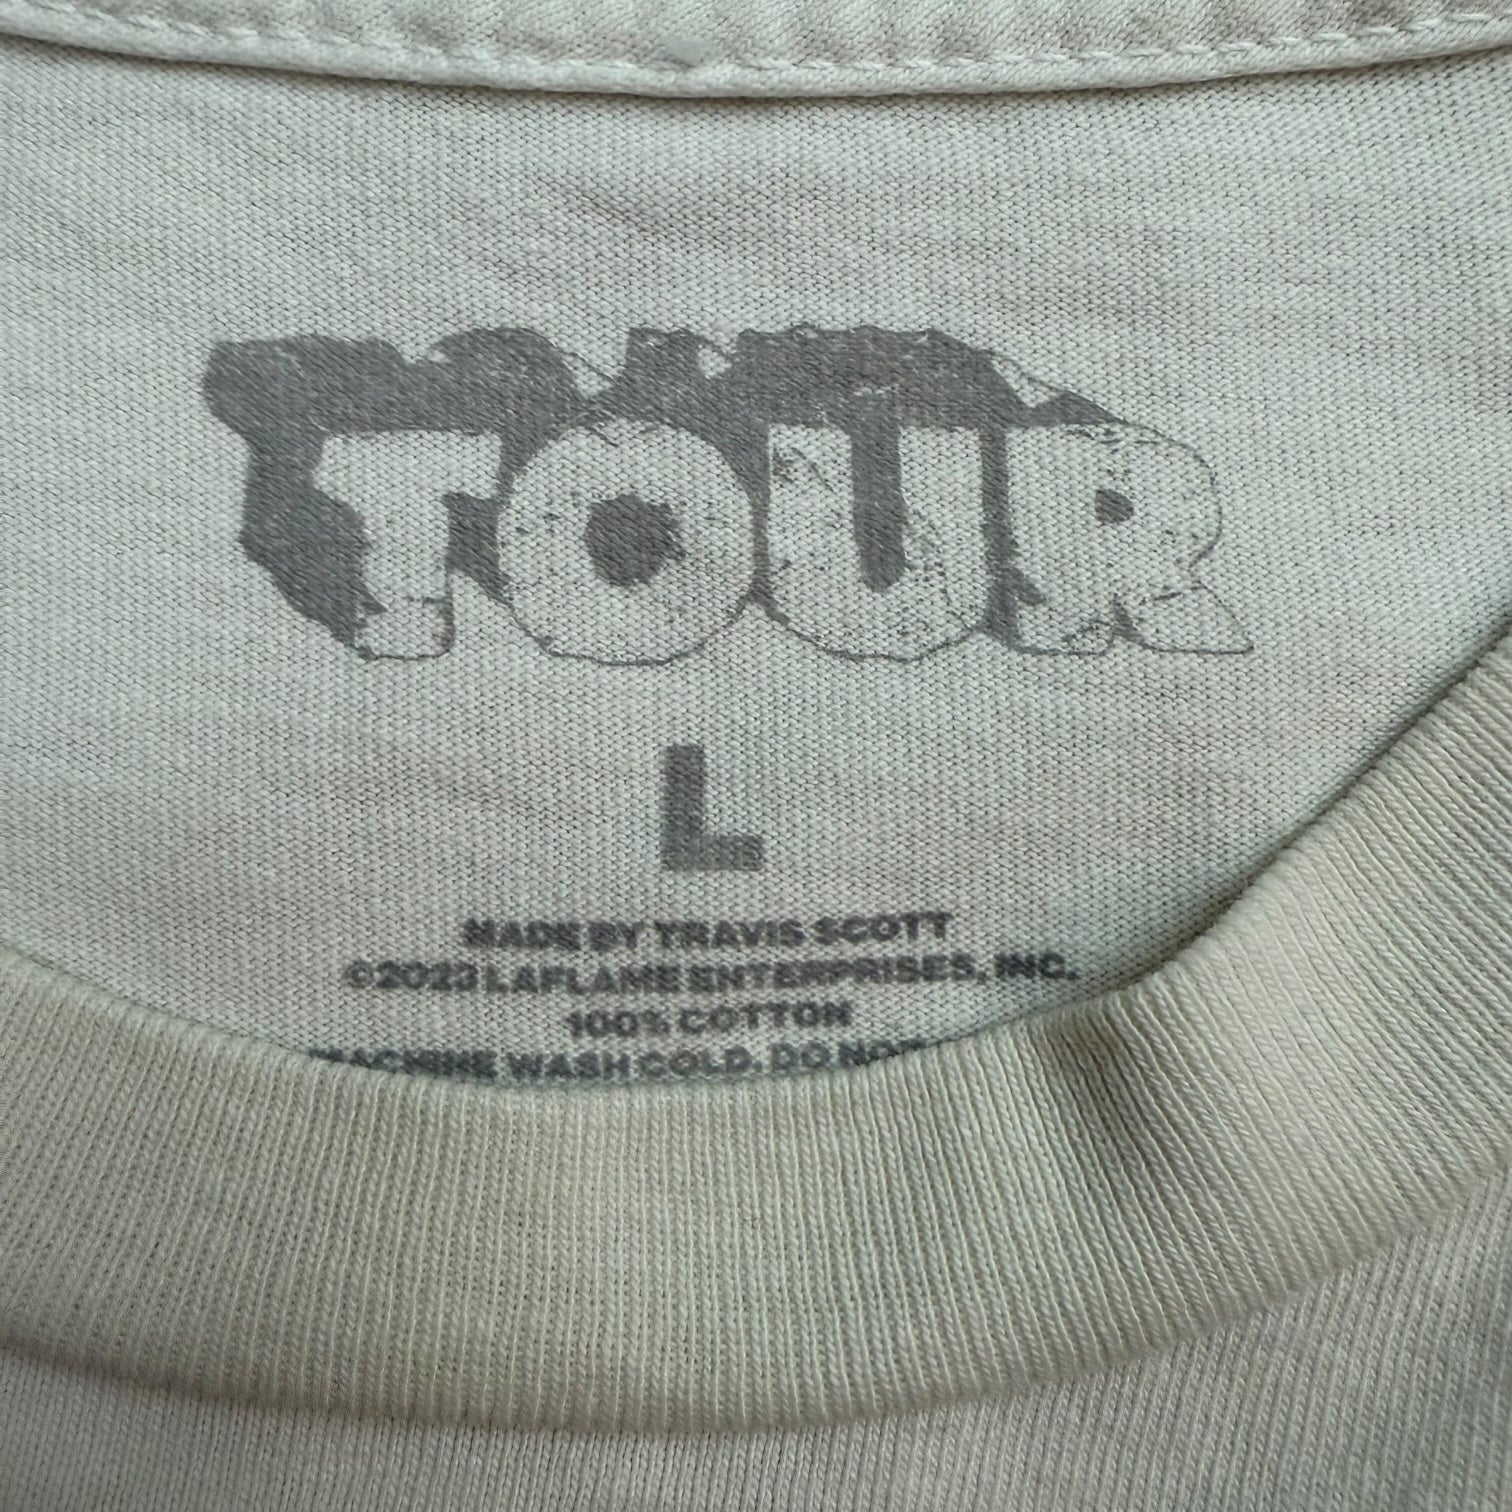 TOUR
L
MADE BY TRAVIS SCOTT
©2023 LAFLAME ENTERPRISES, INC.
100% COTTON
MACHINE WASH COLD. DO NOT